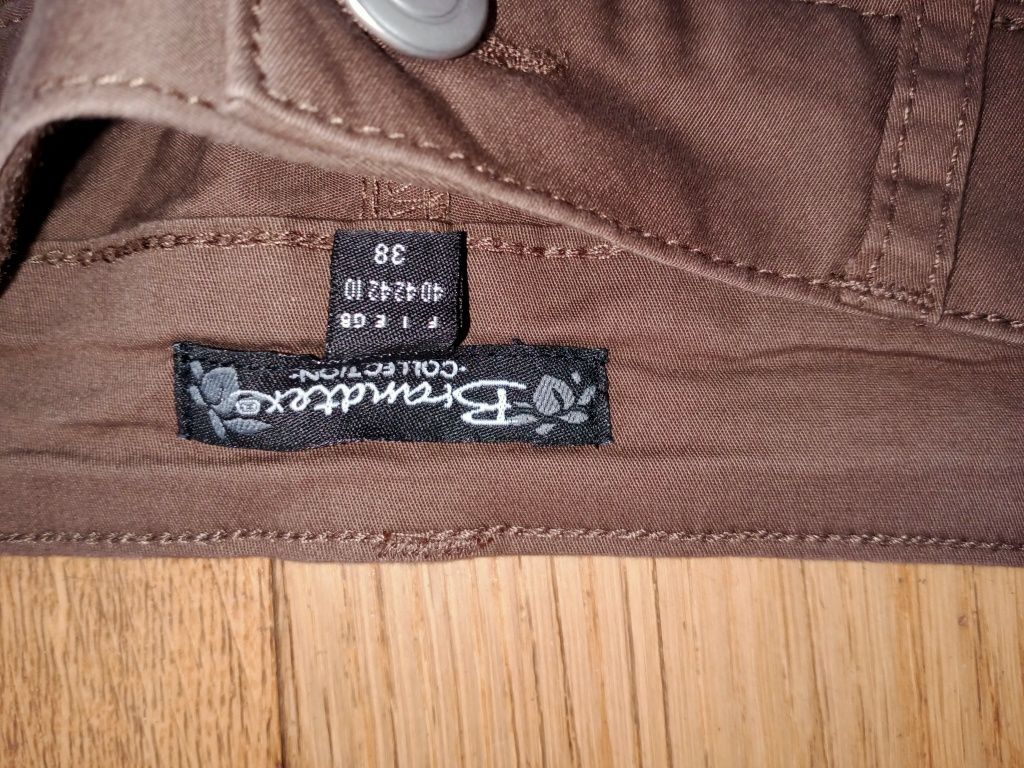 Brandtex®
·COLLECTION·
F I E GB
40 42 42 10
38